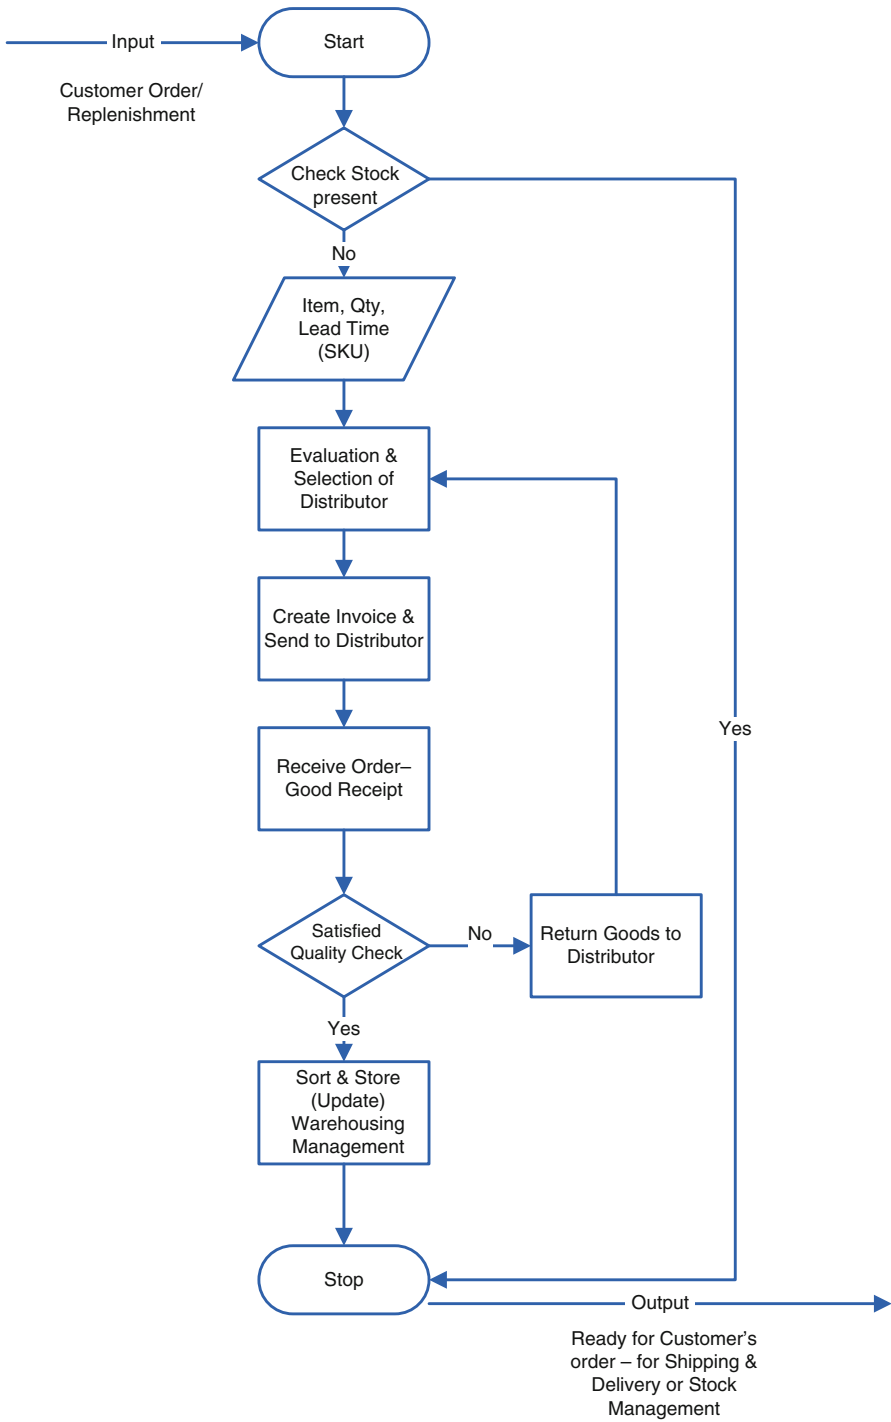 Input
Start
Customer Order/
Replenishment
Check Stock
present
No
Item, Qty,
Lead Time
(SKU)
Evaluation &
Selection of
Distributor
Create Invoice &
Send to Distributor
Yes
Receive Order–
Good Receipt
Satisfied
Quality Check
No
Return Goods to
Distributor
Yes
Sort & Store
(Update)
Warehousing
Management
Stop
Output
Ready for Customer’s
order – for Shipping &
Delivery or Stock
Management